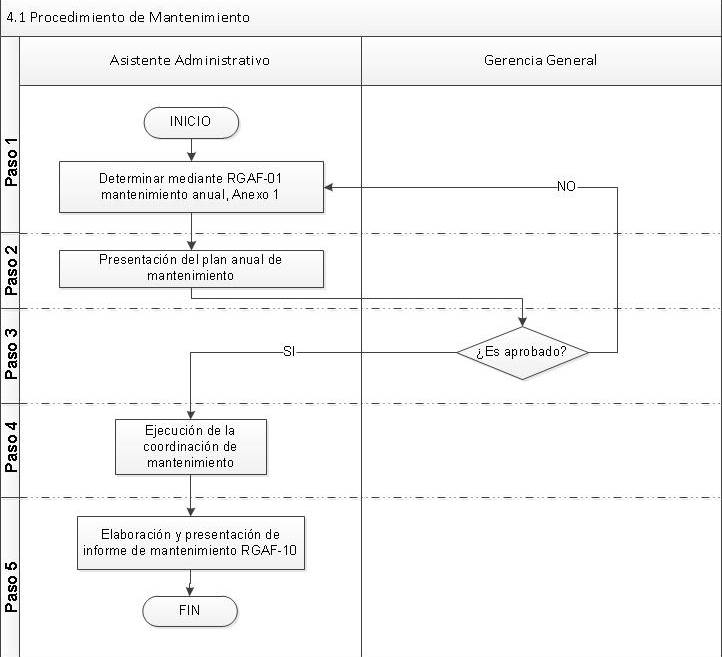 4.1 Procedimiento de Mantenimiento
Asistente Administrativo
Gerencia General
Paso 1
INICIO
Determinar mediante RGAF-01
mantenimiento anual, Anexo 1
NO
Paso 2
Presentación del plan anual de
mantenimiento
Paso 3
¿Es aprobado?
SI
Paso 4
Ejecución de la
coordinación de
mantenimiento
Paso 5
Elaboración y presentación de
informe de mantenimiento RGAF-10
FIN